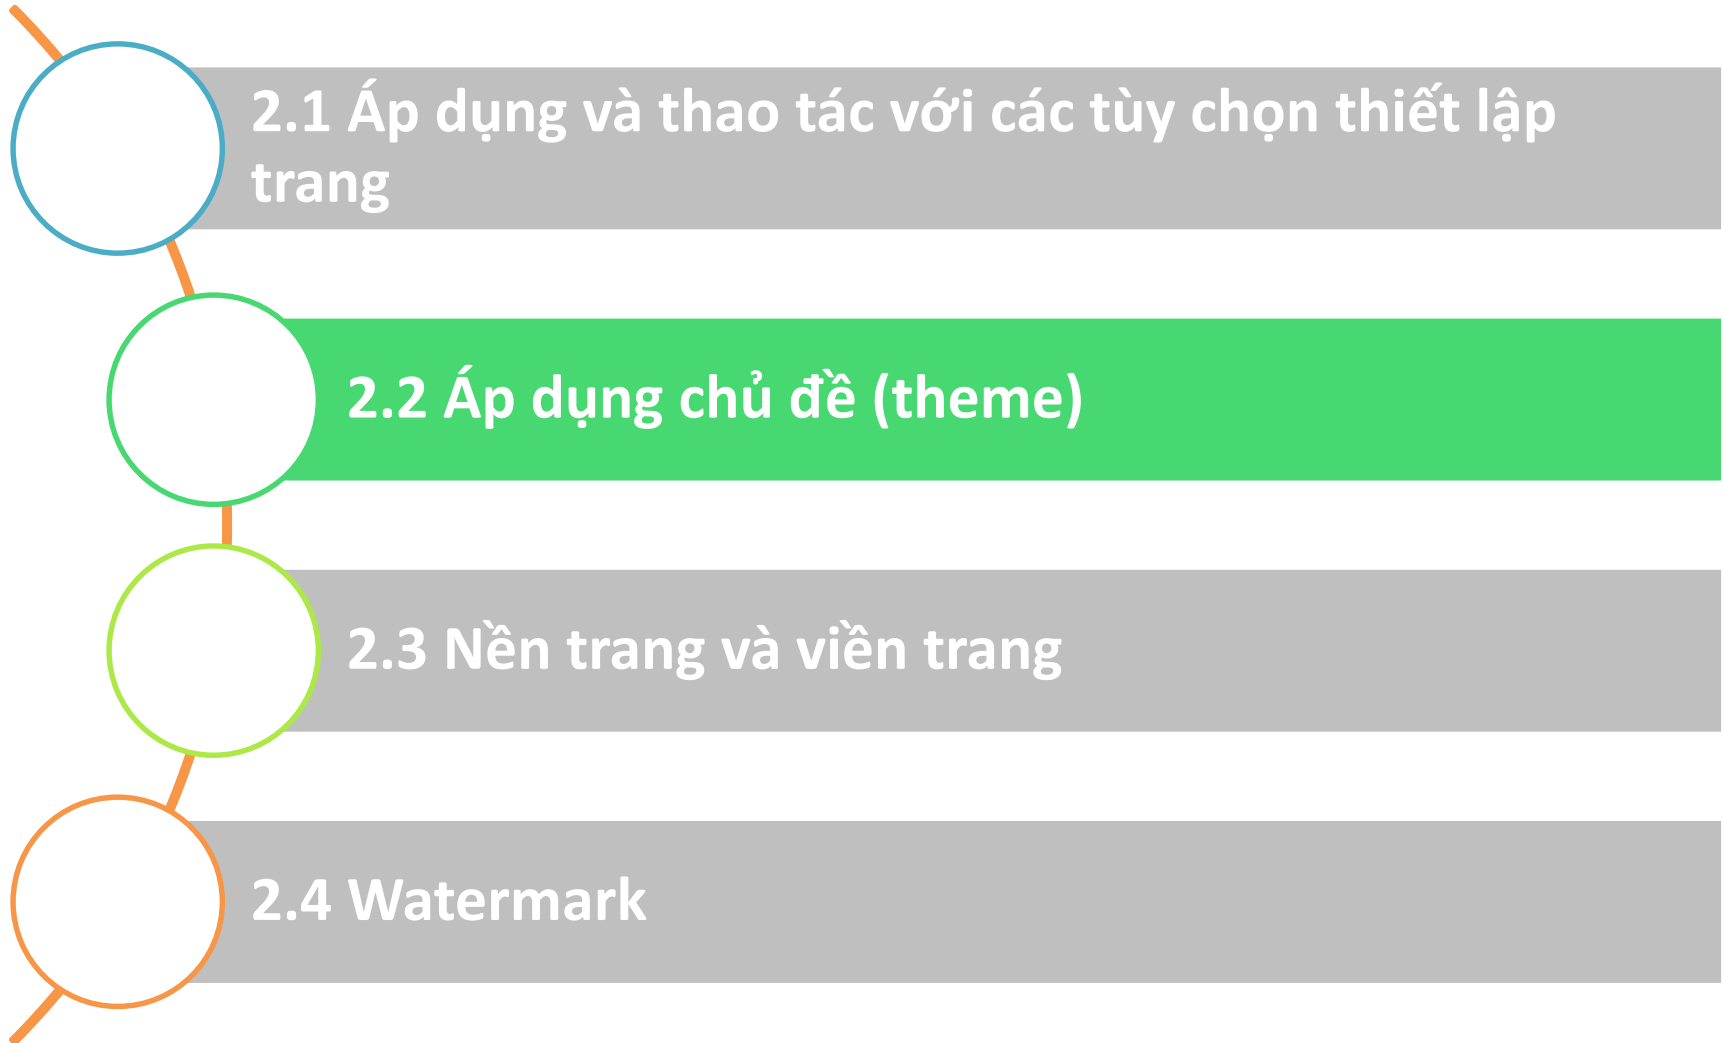 2.1 Áp dụng và thao tác với các tùy chọn thiết lập
trang
2.2 Áp dụng chủ đề (theme)
2.3 Nền trang và viền trang
2.4 Watermark